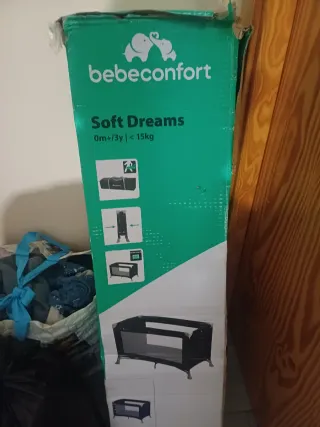 bebeconfort
Soft Dreams
0m+/3y | < 15kg